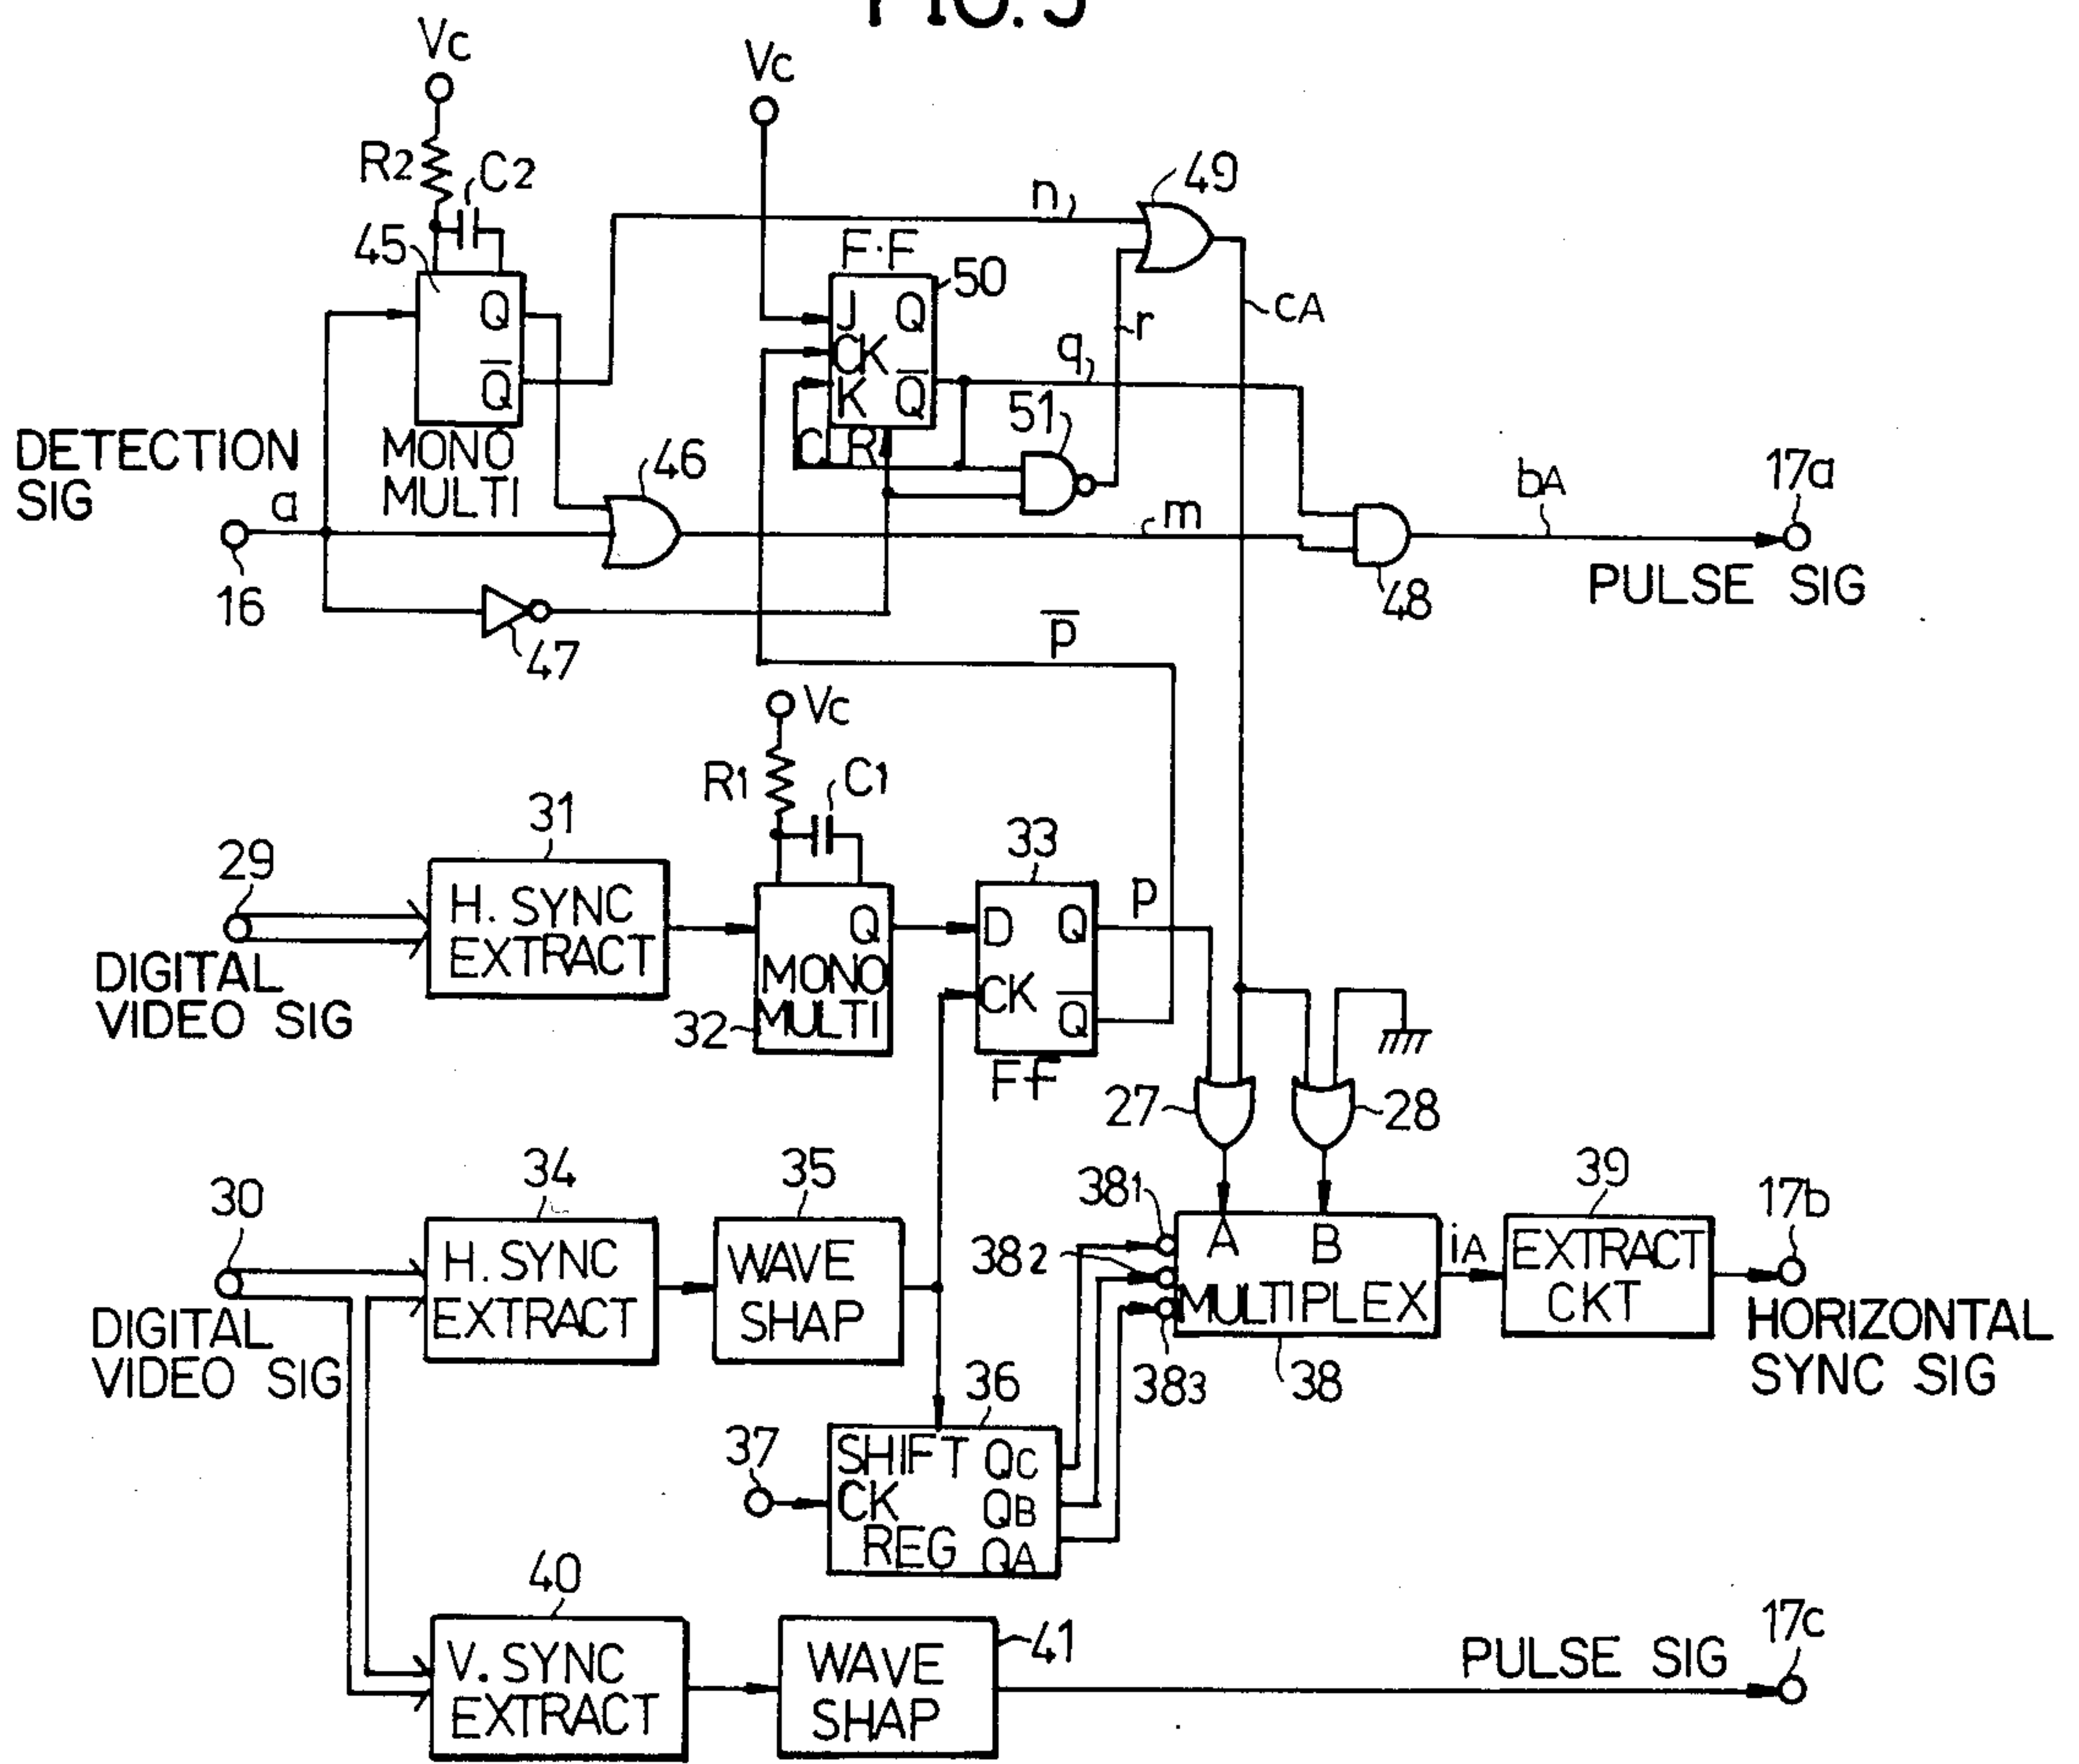 FIG. 5
Vc
Vc
R2
C2
45
Q
Q
MONO
MULTI
n
49
F·F
50
J Q
CK
K Q
CLR
51
q
r
cA
DETECTION
SIG
a
16
46
m
47
p
bA
17a
48
PULSE SIG
Vc
R1
C1
31
29
H. SYNC
EXTRACT
DIGITAL
VIDEO SIG
Q
MONO
MULTI
32
33
D Q
CK
Q
FF
p
27
28
34
30
H. SYNC
EXTRACT
DIGITAL
VIDEO SIG
35
WAVE
SHAP
381
382
383
A B
MULTIPLEX
38
iA
39
EXTRACT
CKT
17b
HORIZONTAL
SYNC SIG
36
37
SHIFT QC
CK QB
REG QA
40
V. SYNC
EXTRACT
41
WAVE
SHAP
PULSE SIG
17c